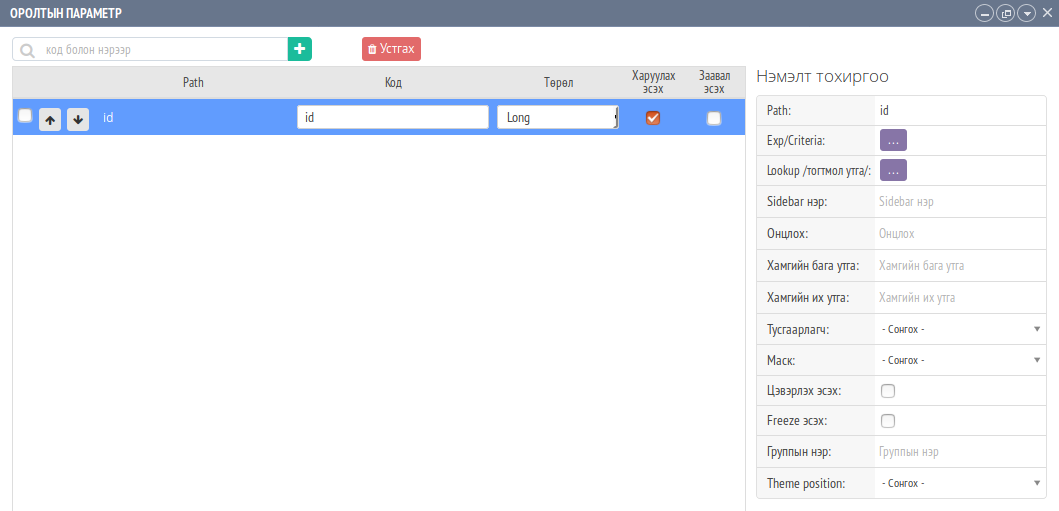 ОРОЛТЫН ПАРАМЕТР
код болон нэрээр
Устгах
Path Код Төрөл Харуулах эсэх Заавал эсэх
id id Long
Нэмэлт тохиргоо
Path: id
Exp/Criteria: ...
Lookup /тогтмол утга/: ...
Sidebar нэр: Sidebar нэр
Онцлох: Онцлох
Хамгийн бага утга: Хамгийн бага утга
Хамгийн их утга: Хамгийн их утга
Тусгаарлагч: - Сонгох -
Маск: - Сонгох -
Цэвэрлэх эсэх:
Freeze эсэх:
Группын нэр: Группын нэр
Theme position: - Сонгох -